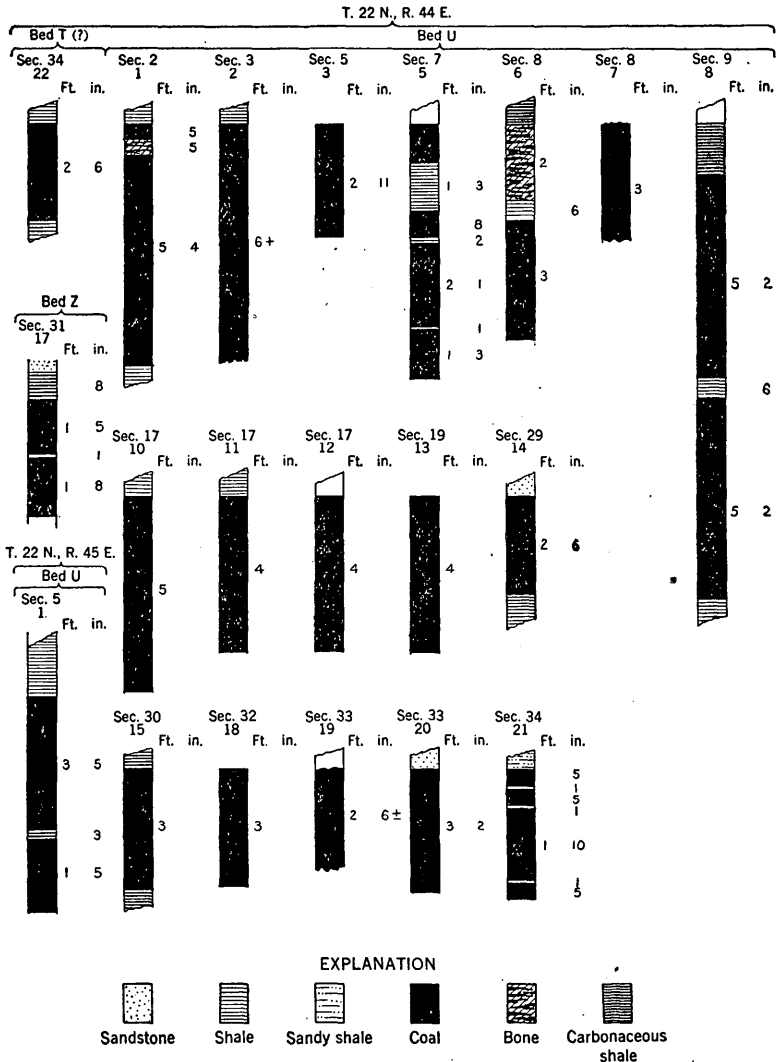 T. 22 N., R. 44 E.
Bed T (?) Bed U
Sec. 34 Sec. 2 Sec. 3 Sec. 5 Sec. 7 Sec. 8 Sec. 8 Sec. 9
22 1 2 3 5 6 7 8
Ft. in. Ft. in. Ft. in. Ft. in. Ft. in. Ft. in. Ft. in. Ft. in.
5
5
2 6
5 4
6+
2 11
1 3
8
2
2 1
1
1 3
2 6
3
3
5 2
6
5 2
Bed Z
Sec. 31
17
Ft. in.
8
1 5
1
1 8
Sec. 17 Sec. 17 Sec. 17 Sec. 19 Sec. 29
10 11 12 13 14
Ft. in. Ft. in. Ft. in. Ft. in. Ft. in.
5 4 4 4 2 6
T. 22 N., R. 45 E.
Bed U
Sec. 5
1
Ft. in.
3 5
3
1 5
Sec. 30 Sec. 32 Sec. 33 Sec. 33 Sec. 34
15 18 19 20 21
Ft. in. Ft. in. Ft. in. Ft. in. Ft. in.
3 3 2 6± 3 2
5
1
5
1
1 10
1
5
EXPLANATION
Sandstone Shale Sandy shale Coal Bone Carbonaceous
shale